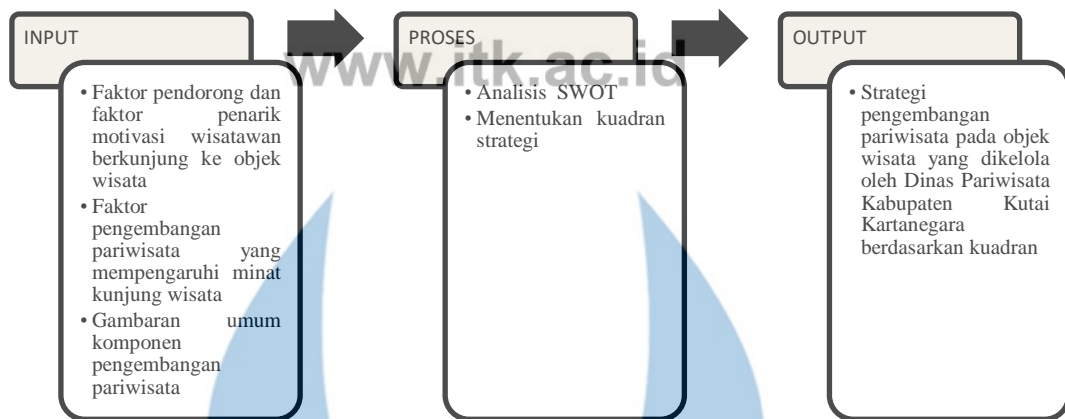 INPUT
• Faktor pendorong dan
faktor penarik
motivasi wisatawan
berkunjung ke objek
wisata
• Faktor
pengembangan
pariwisata yang
mempengaruhi minat
kunjung wisata
• Gambaran umum
komponen
pengembangan
pariwisata
PROSES
www.itk.ac.id
• Analisis SWOT
• Menentukan kuadran
strategi
OUTPUT
• Strategi
pengembangan
pariwisata pada objek
wisata yang dikelola
oleh Dinas Pariwisata
Kabupaten Kutai
Kartanegara
berdasarkan kuadran